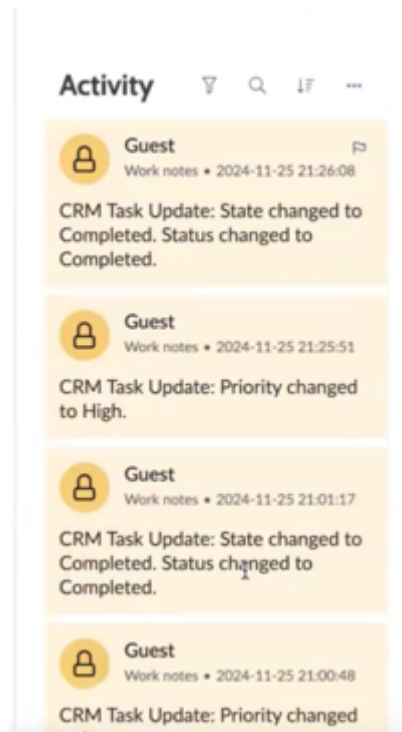 Activity
Guest
Work notes • 2024-11-25 21:26:08
CRM Task Update: State changed to
Completed. Status changed to
Completed.
Guest
Work notes • 2024-11-25 21:25:51
CRM Task Update: Priority changed
to High.
Guest
Work notes • 2024-11-25 21:01:17
CRM Task Update: State changed to
Completed. Status changed to
Completed.
Guest
Work notes • 2024-11-25 21:00:48
CRM Task Update: Priority changed